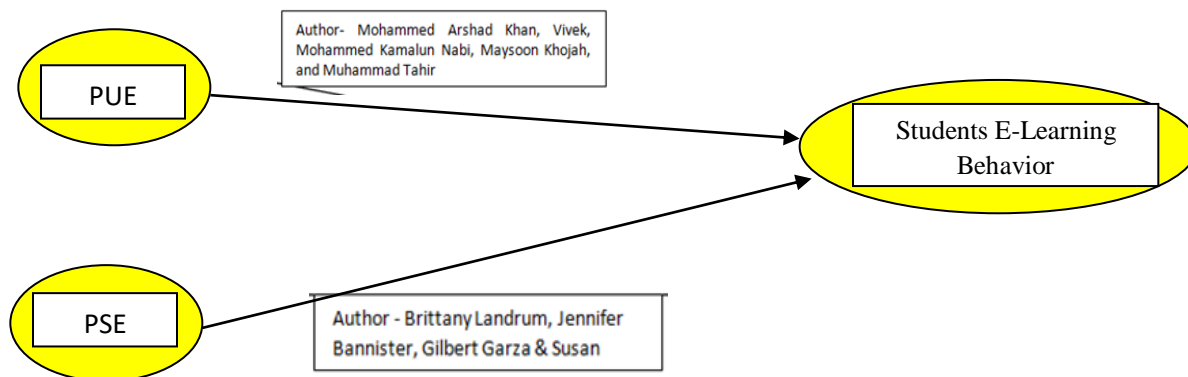 Author- Mohammed Arshad Khan, Vivek,
Mohammed Kamalun Nabi, Maysoon Khojah,
and Muhammad Tahir
PUE
Students E-Learning
Behavior
PSE
Author - Brittany Landrum, Jennifer
Bannister, Gilbert Garza & Susan